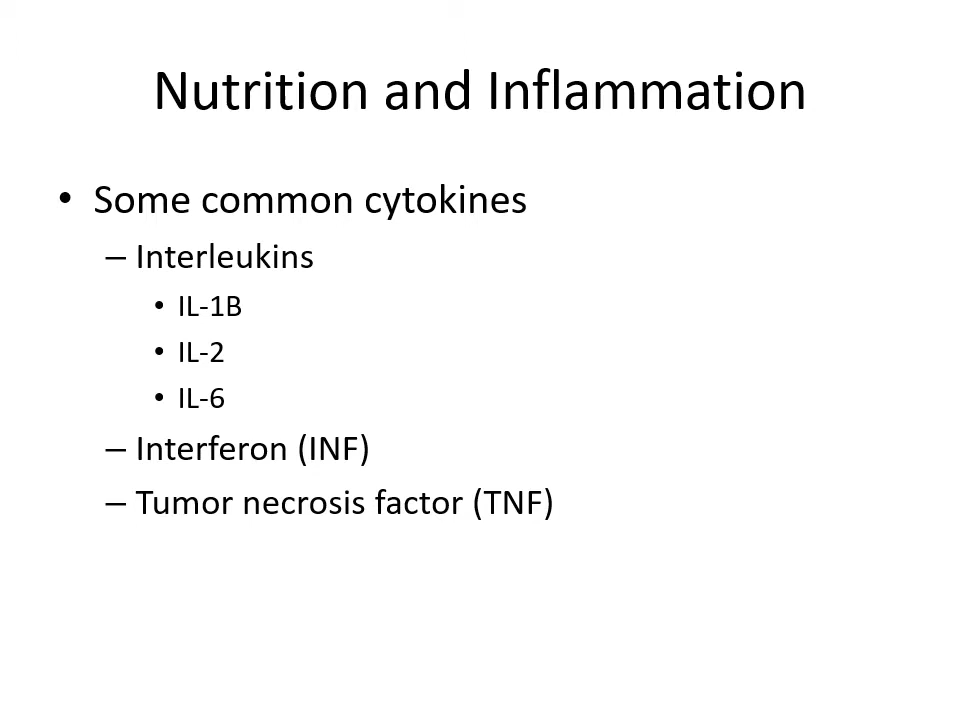 Nutrition and Inflammation
• Some common cytokines
– Interleukins
• IL-1B
• IL-2
• IL-6
– Interferon (INF)
– Tumor necrosis factor (TNF)